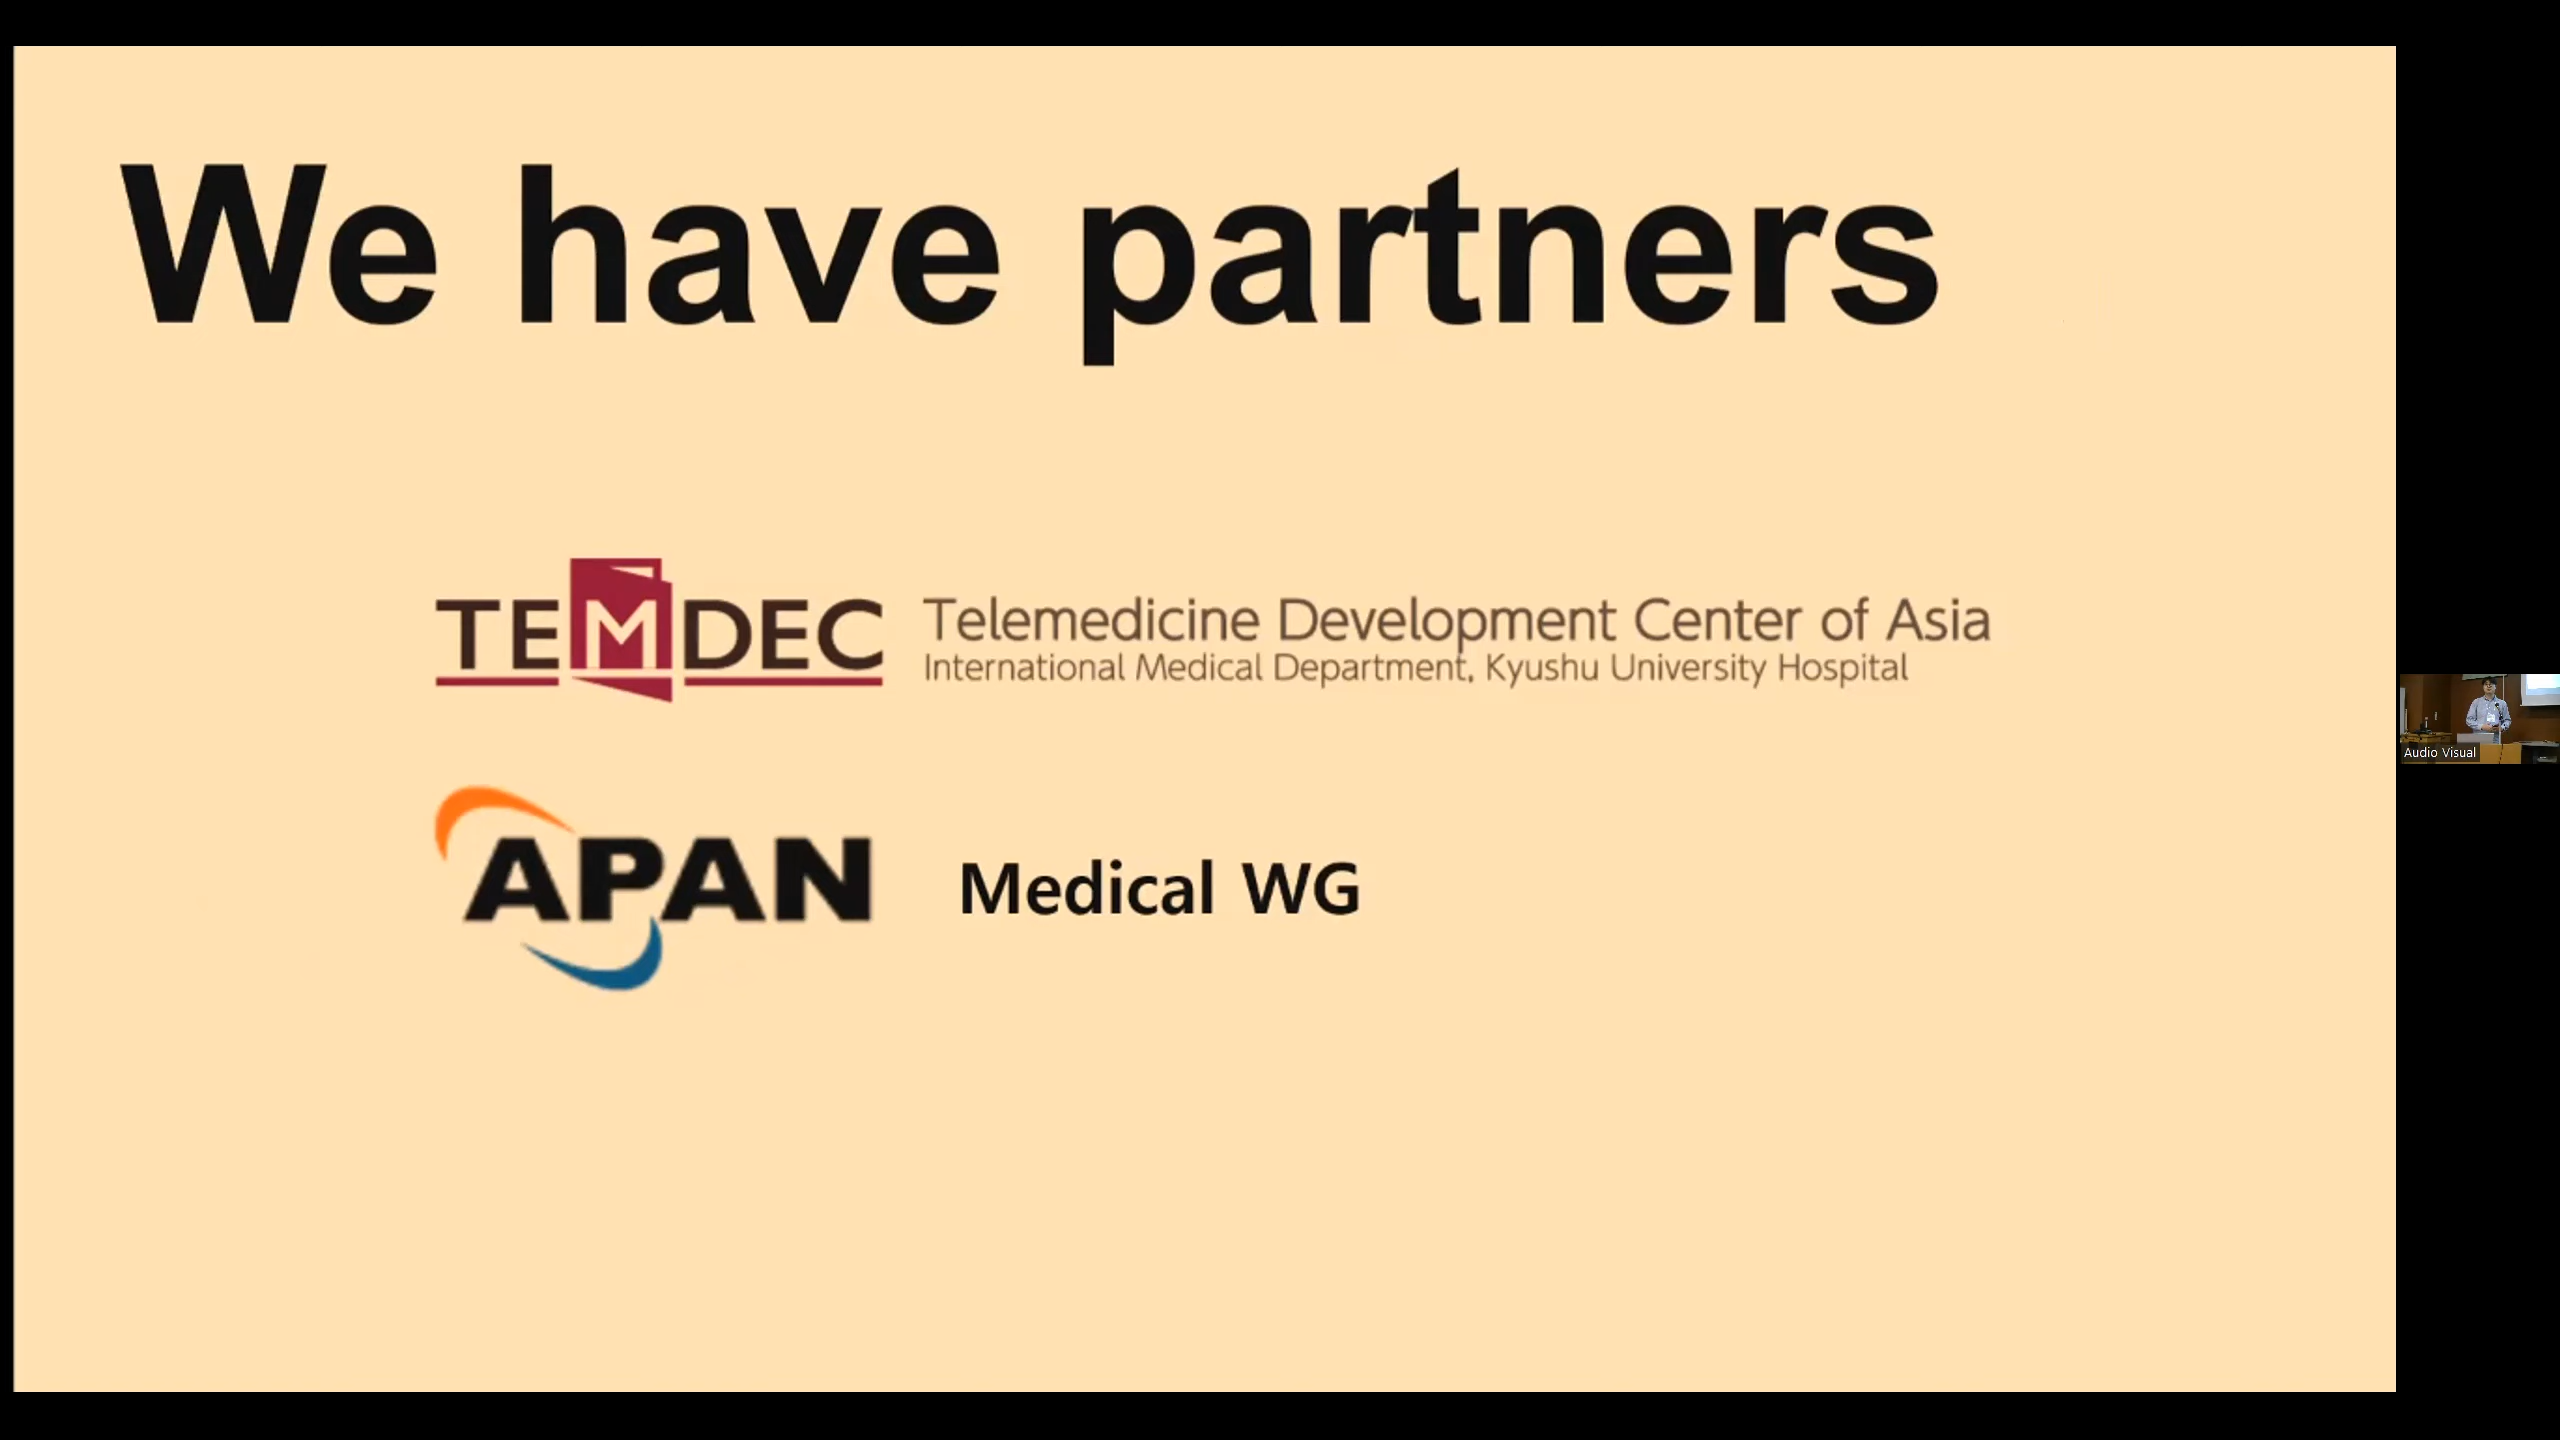 We have partners
TEMDEC
Telemedicine Development Center of Asia
International Medical Department, Kyushu University Hospital
APAN
Medical WG
Audio Visual